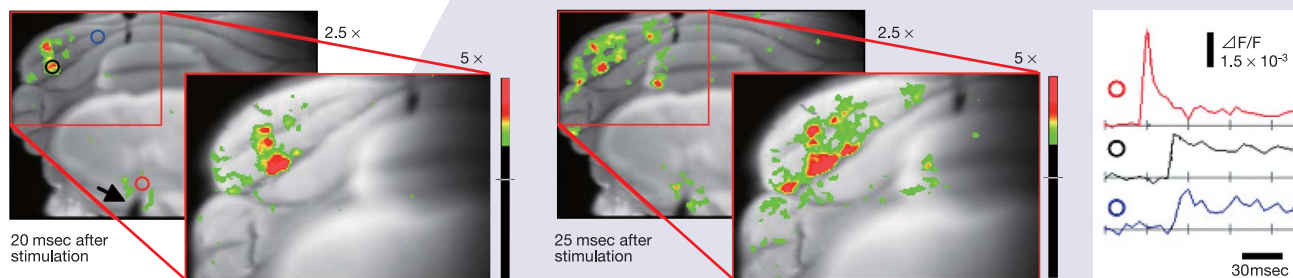 2.5 ×
5 ×
20 msec after
stimulation
2.5 ×
5 ×
25 msec after
stimulation
⊿F/F
1.5 × 10⁻³
30msec